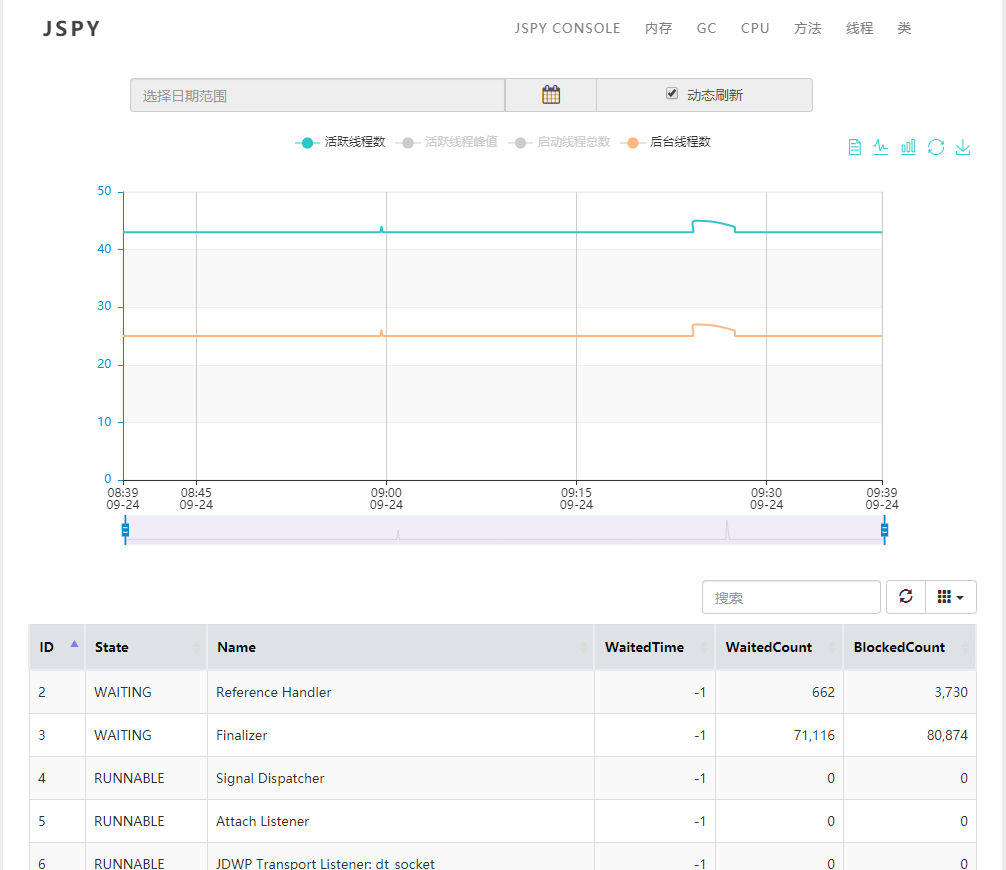 JSPY
JSPY CONSOLE 内存 GC CPU 方法 线程 类
选择日期范围 动态刷新
活跃线程数 活跃线程峰值 启动线程总数 后台线程数
50
40
30
20
10
0
08:39 08:45 09:00 09:15 09:30 09:39
09-24 09-24 09-24 09-24 09-24 09-24
搜索
ID State Name WaitedTime WaitedCount BlockedCount
2 WAITING Reference Handler -1 662 3,730
3 WAITING Finalizer -1 71,116 80,874
4 RUNNABLE Signal Dispatcher -1 0 0
5 RUNNABLE Attach Listener -1 0 0
6 RUNNABLE JDWP Transport Listener: dt_socket -1 0 0